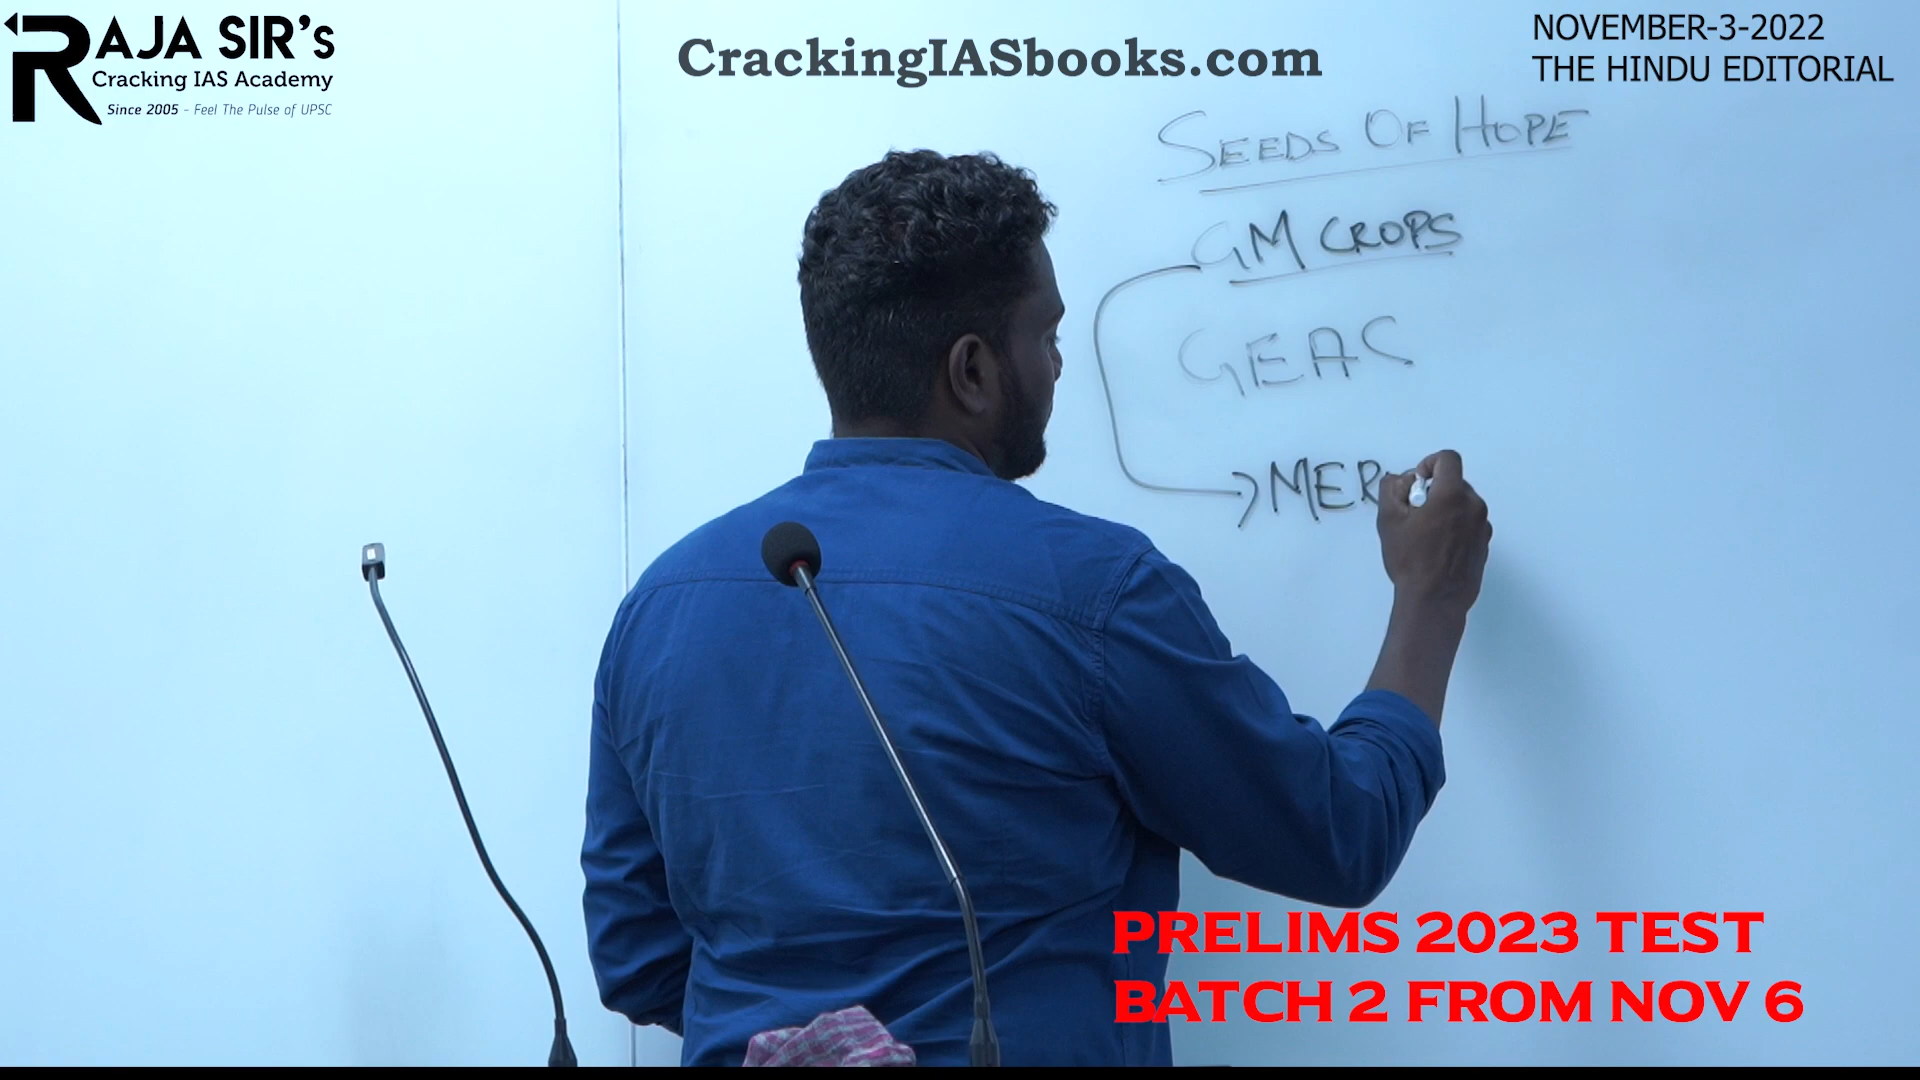 RAJA SIR's
Cracking IAS Academy
Since 2005 - Feel The Pulse of UPSC
CrackingIASbooks.com
NOVEMBER-3-2022
THE HINDU EDITORIAL
SEEDS OF HOPE
GM CROPS
GEAC
MER
PRELIMS 2023 TEST
BATCH 2 FROM NOV 6